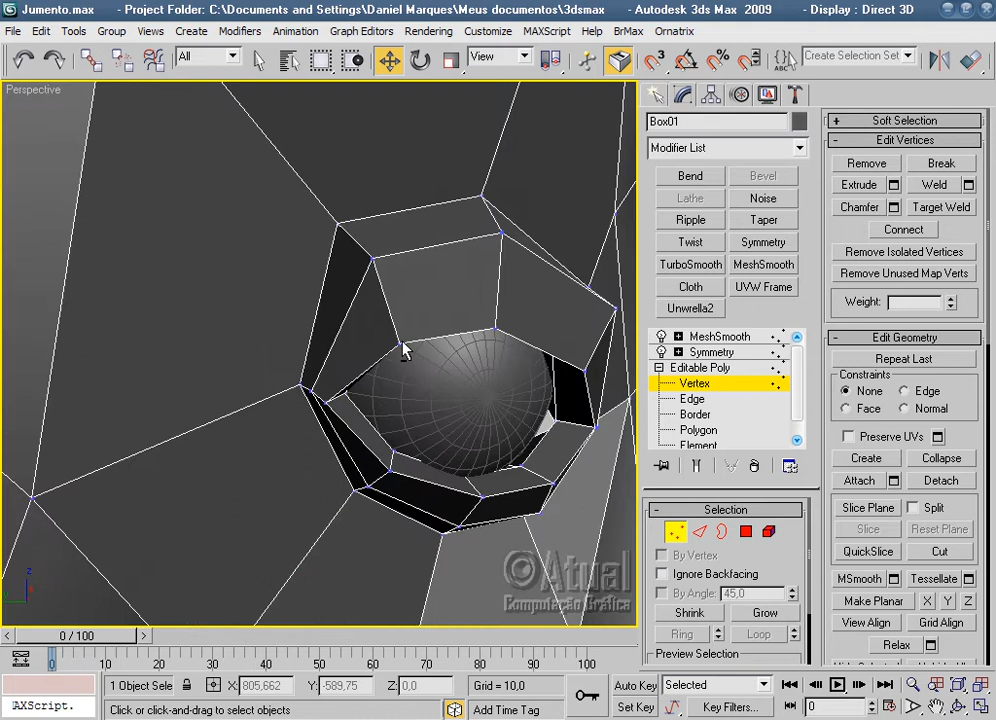 Jumento.max - Project Folder: C:\Documents and Settings\Daniel Marques\Meus documentos\3dsmax - Autodesk 3ds Max 2009 - Display : Direct 3D
File Edit Tools Group Views Create Modifiers Animation Graph Editors Rendering Customize MAXScript Help BrMax Ornatrix
All View Create Selection Set
Perspective
Box01
Modifier List
Bend Bevel
Lathe Noise
Ripple Taper
Twist Symmetry
TurboSmooth MeshSmooth
Cloth UVW Frame
Unwrella2
MeshSmooth
Symmetry
Editable Poly
Vertex
Edge
Border
Polygon
Element
- Selection
By Vertex
Ignore Backfacing
By Angle: 45,0
Shrink Grow
Ring Loop
Preview Selection
+ Soft Selection
- Edit Vertices
Remove Break
Extrude Weld
Chamfer Target Weld
Connect
Remove Isolated Vertices
Remove Unused Map Verts
Weight:
- Edit Geometry
Repeat Last
Constraints
None Edge
Face Normal
Preserve UVs
Create Collapse
Attach Detach
Slice Plane Split
Slice Reset Plane
QuickSlice Cut
MSmooth Tessellate
Make Planar X Y Z
View Align Grid Align
Relax
©Atual
Computação Gráfica
z
< 0 / 100 >
0 10 20 30 40 50 60 70 80 90 100
1 Object Sele X: 805,662 Y: -589,75 Z: 0,0 Grid = 10,0 Auto Key Selected
AXScript. Click or click-and-drag to select objects Add Time Tag Set Key Key Filters... 0